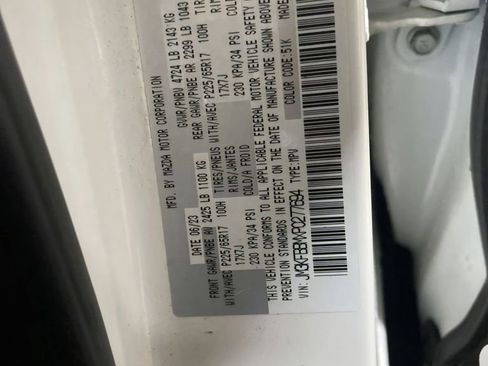 MFD. BY MAZDA MOTOR CORPORATION
GVWR/PNBV 4724 LB 2143 KG
DATE 06/23
FRONT GAWR/PNBE AV 2425 LB 1100 KG
WITH/AVEC P225/65R17 100H
TIRES/PNEUS
RIMS/JANTES
17X7J
COLD/A FROID
230 KPA/34 PSI
REAR GAWR/PNBE AR 2299 LB 1043
WITH/AVEC P225/65R17 100H
17X7J
230 KPA/34 PSI
THIS VEHICLE CONFORMS TO ALL APPLICABLE FEDERAL MOTOR VEHICLE SAFETY
PREVENTION STANDARDS IN EFFECT ON THE DATE OF MANUFACTURE SHOWN ABOVE
VIN: TYPE:MPV
COLOR CODE:51K
MADE